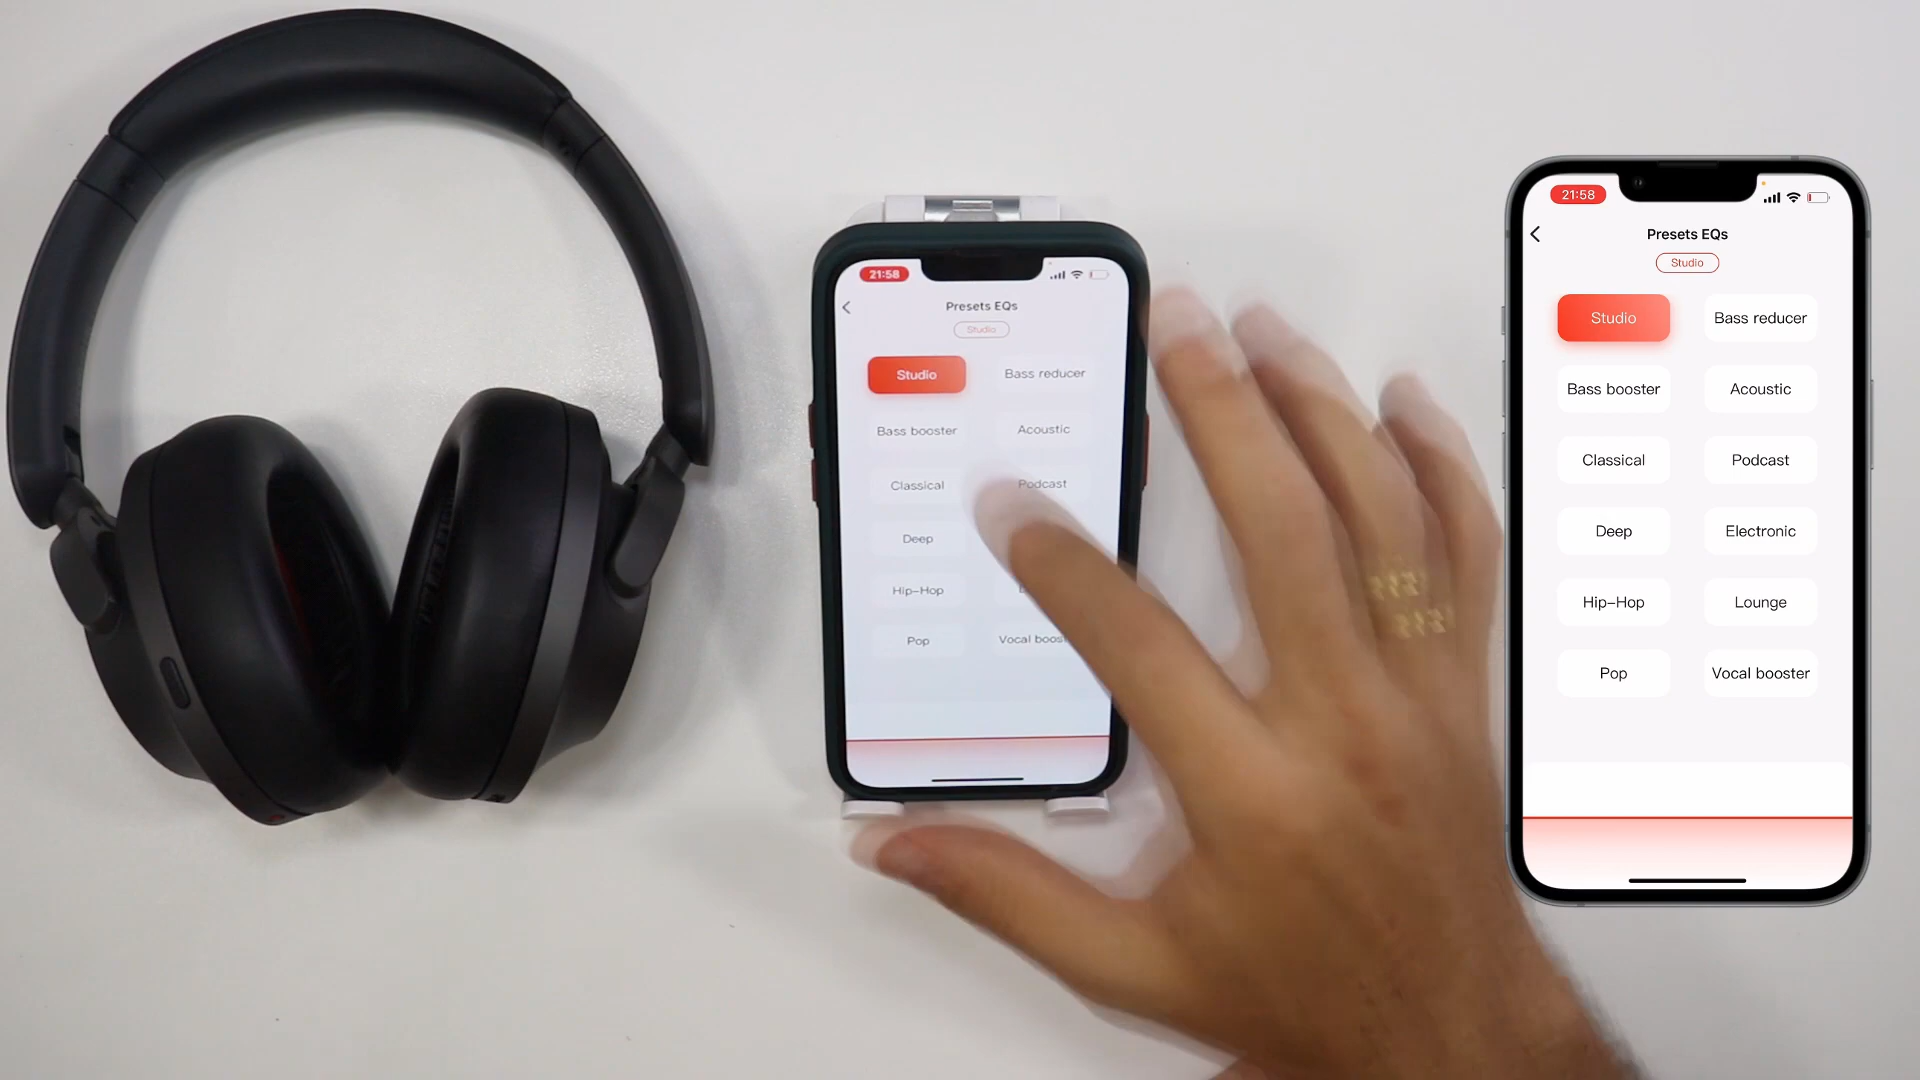 21:58
Presets EQs
Studio
Studio
Bass reducer
Bass booster
Acoustic
Classical
Podcast
Deep
Hip-Hop
Pop
Vocal boost
21:58
Presets EQs
Studio
Studio
Bass reducer
Bass booster
Acoustic
Classical
Podcast
Deep
Electronic
Hip-Hop
Lounge
Pop
Vocal booster